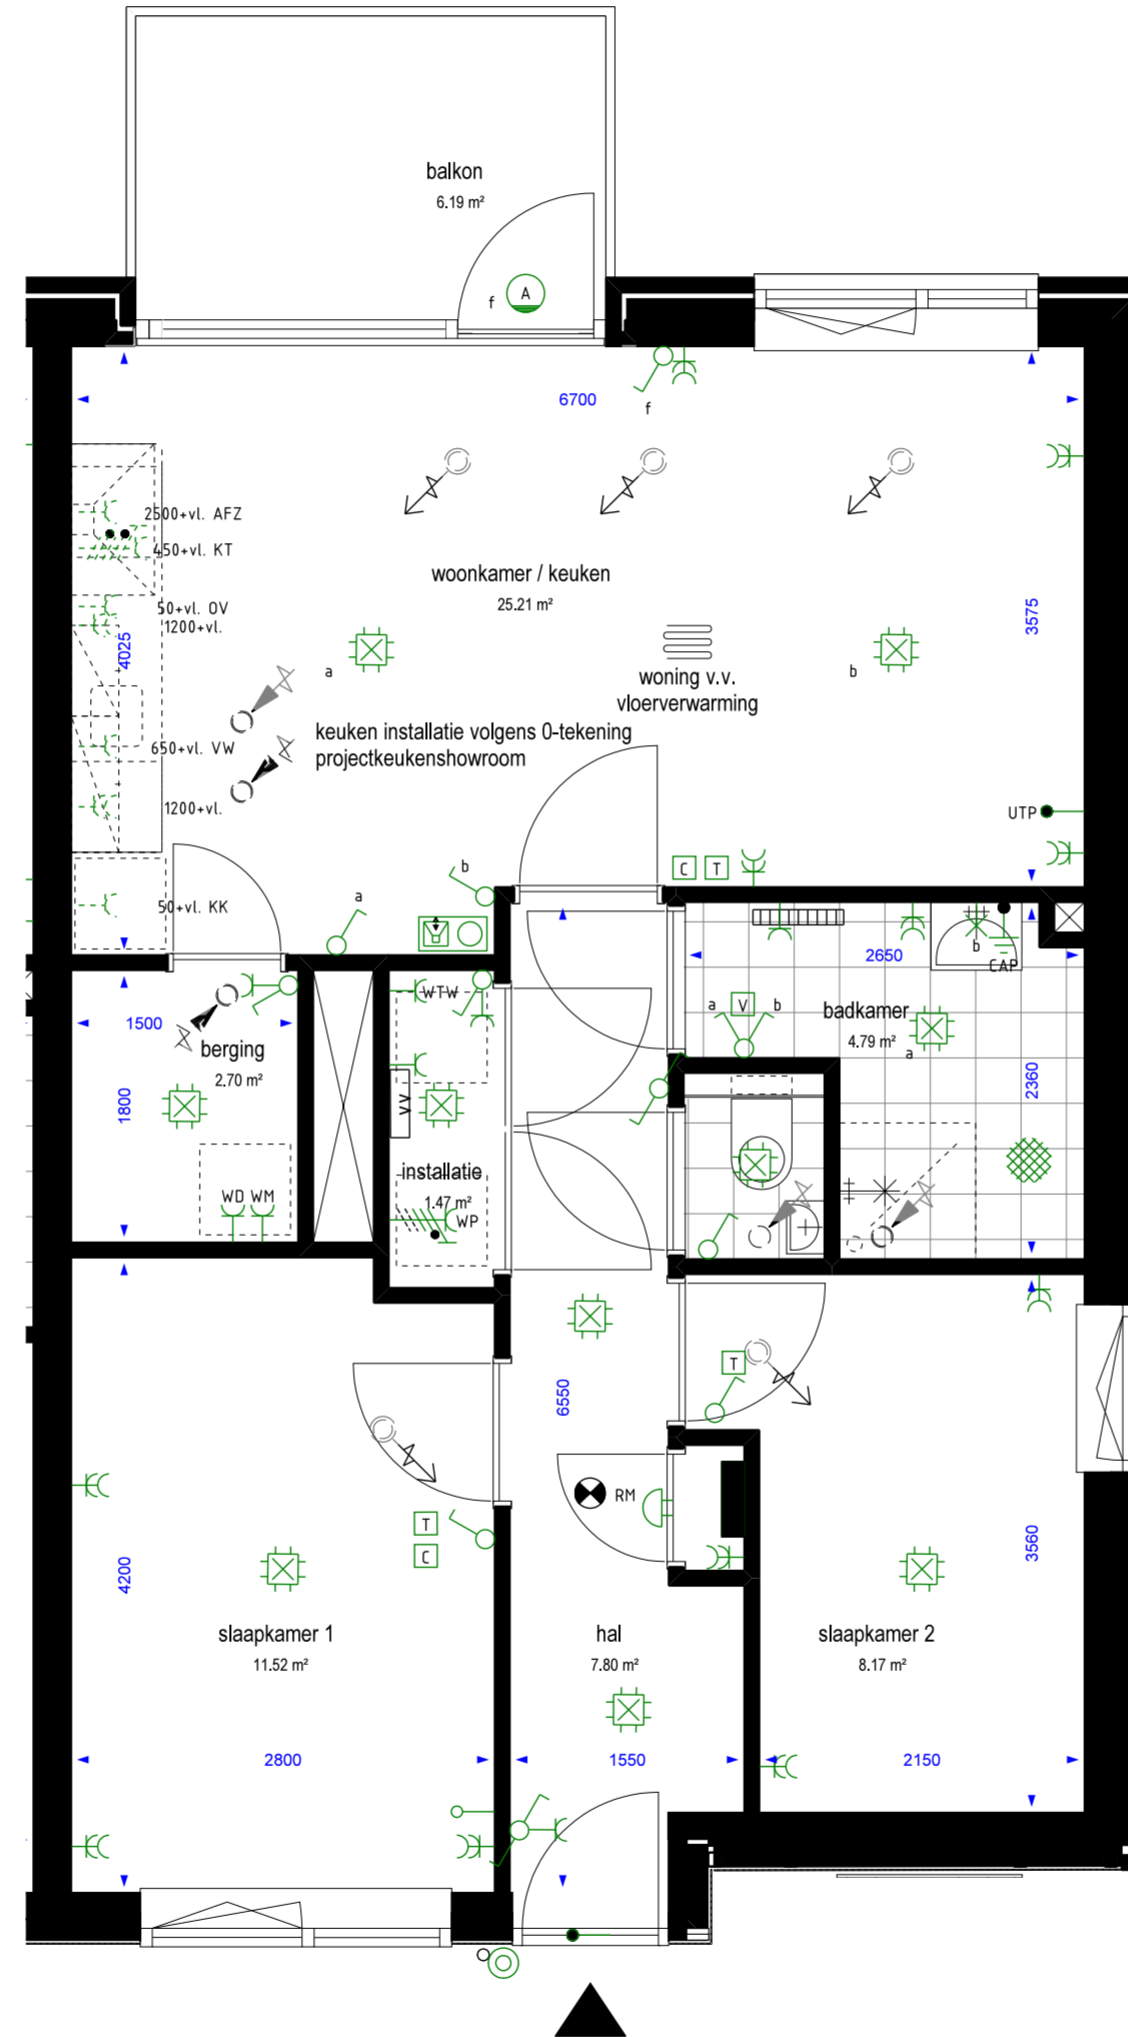 balkon
6.19 m²
f
A
6700
f
2500+vl. AFZ
450+vl. KT
woonkamer / keuken
25.21 m²
50+vl. OV
1200+vl.
4025
3575
a
b
woning v.v.
vloerverwarming
keuken installatie volgens 0-tekening
projectkeukenshowroom
650+vl. VW
1200+vl.
UTP
C T
b
a
50+vl. KK
2650
b
CAP
WTW
a V b
badkamer
4.79 m²
a
1500
berging
2.70 m²
1800
VV
2360
installatie
1.47 m²
WD WM
WP
T
6550
RM
T
C
4200
3560
slaapkamer 1
11.52 m²
hal
7.80 m²
slaapkamer 2
8.17 m²
2800
1550
2150